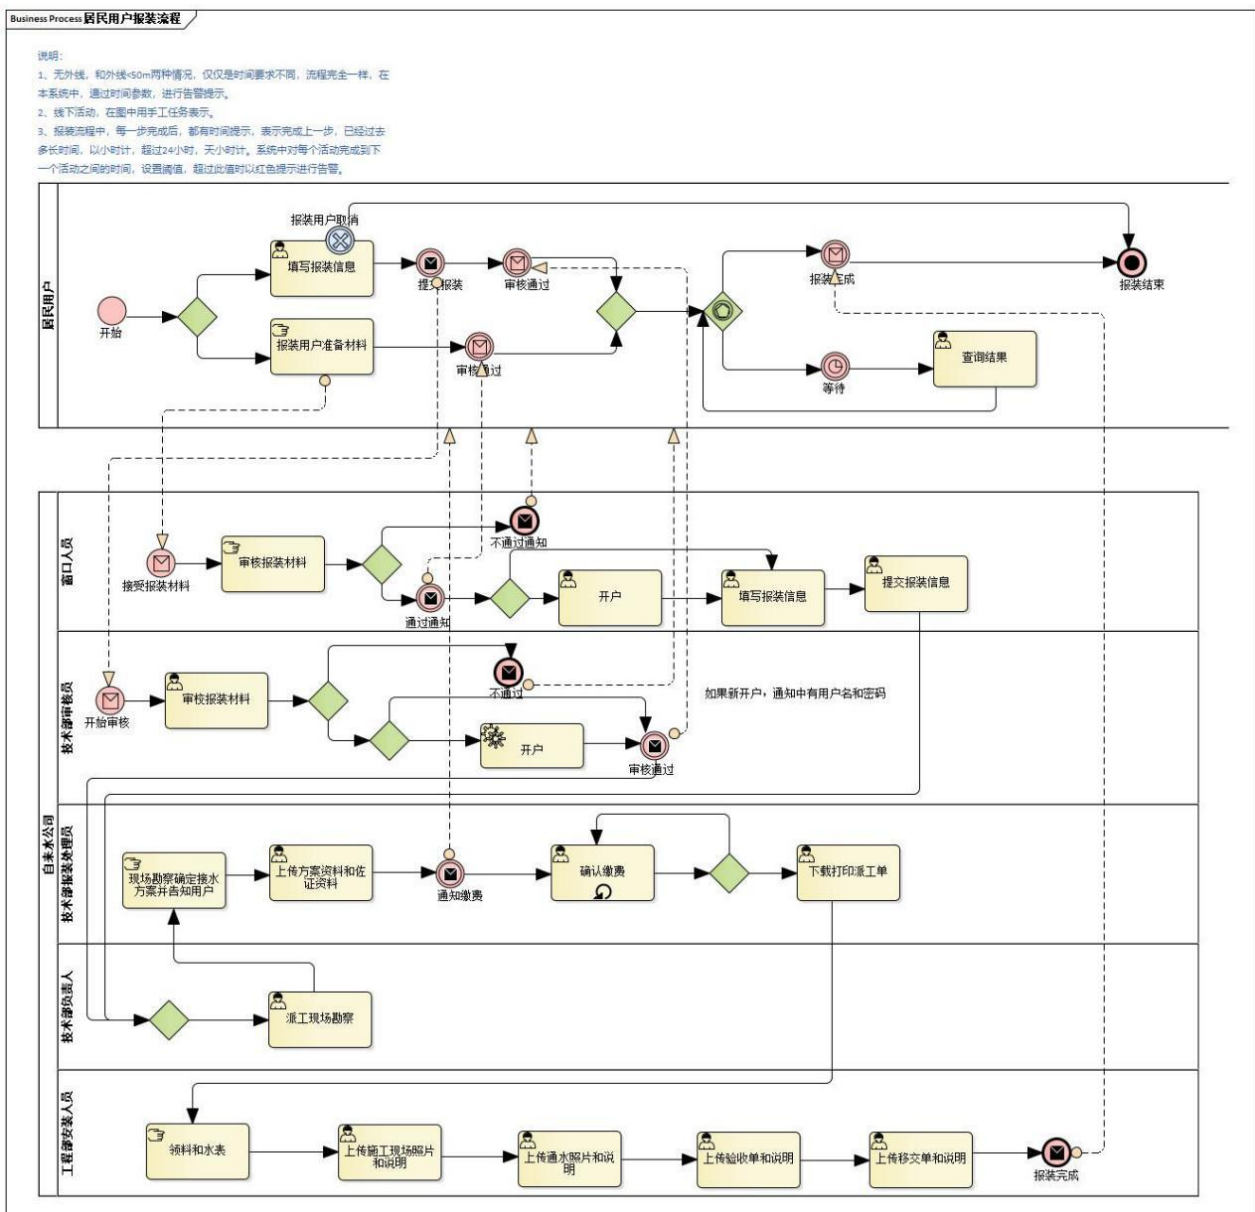 Business Process 居民用户报装流程
说明：
1、无外线，和外线<50m两种情况，仅仅是时间要求不同，流程完全一样，在
本系统中，通过时间参数，进行告警提示。
2、线下活动，在图中用手工任务表示。
3、报装流程中，每一步完成后，都有时间提示，表示完成上一步，已经过去
多长时间，以小时计，超过24小时，天小时计。系统中对每个活动完成到下
一个活动之间的时间，设置阈值，超过此值时以红色提示进行告警。
居民用户
报装用户取消
填写报装信息
提交报装
审核通过
报装完成
报装结束
开始
报装用户准备材料
审核通过
等待
查询结果
自来水公司
窗口人员
不通过通知
接受报装材料
审核报装材料
通过通知
开户
填写报装信息
提交报装信息
技术部审核员
开始审核
审校报装材料
不通过
如果新开户，通知中有用户名和密码
开户
审核通过
技术部报装处理员
现场勘察确定接水
方案并告知用户
上传方案资料和佐
证资料
通知缴费
确认缴费
下载打印派工单
技术部负责人
派工现场勘察
工程部安装人员
领料和水表
上传施工现场照片
和说明
上传通水照片和说
明
上传验收单和说明
上传移交单和说明
报装完成